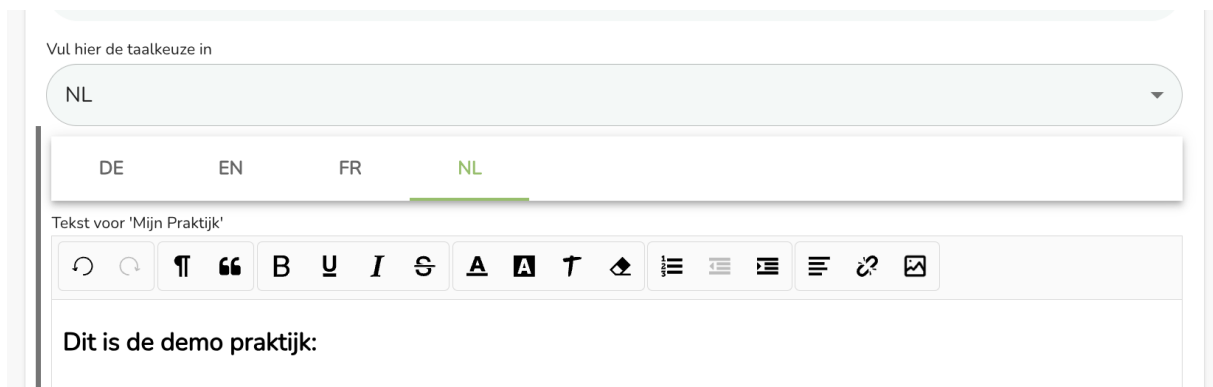 Vul hier de taalkeuze in
NL
DE EN FR NL
Tekst voor 'Mijn Praktijk'
Dit is de demo praktijk: